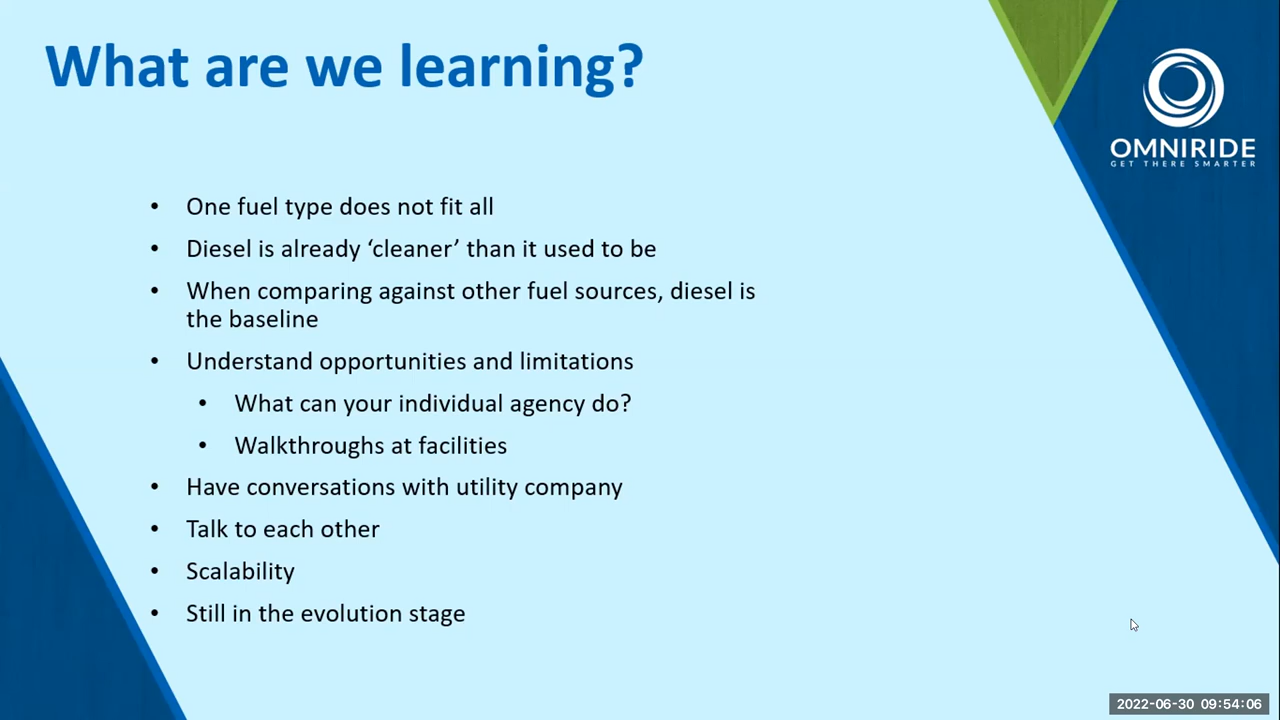 What are we learning?
OMNIRIDE
GET THERE SMARTER
• One fuel type does not fit all
• Diesel is already ‘cleaner’ than it used to be
• When comparing against other fuel sources, diesel is
the baseline
• Understand opportunities and limitations
• What can your individual agency do?
• Walkthroughs at facilities
• Have conversations with utility company
• Talk to each other
• Scalability
• Still in the evolution stage
2022-06-30 09:54:06